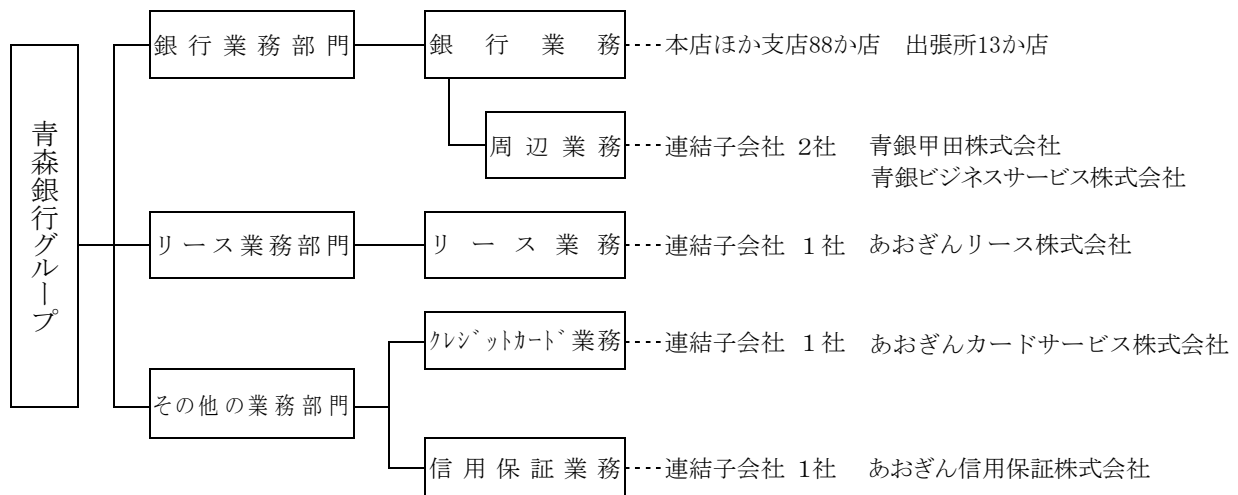 青森銀行グループ
銀行業務部門
銀行業務
本店ほか支店88か店 出張所13か店
周辺業務
連結子会社 2社 青銀甲田株式会社
青銀ビジネスサービス株式会社
リース業務部門
リース業務
連結子会社 1社 あおぎんリース株式会社
その他の業務部門
クレジットカード業務
連結子会社 1社 あおぎんカードサービス株式会社
信用保証業務
連結子会社 1社 あおぎん信用保証株式会社